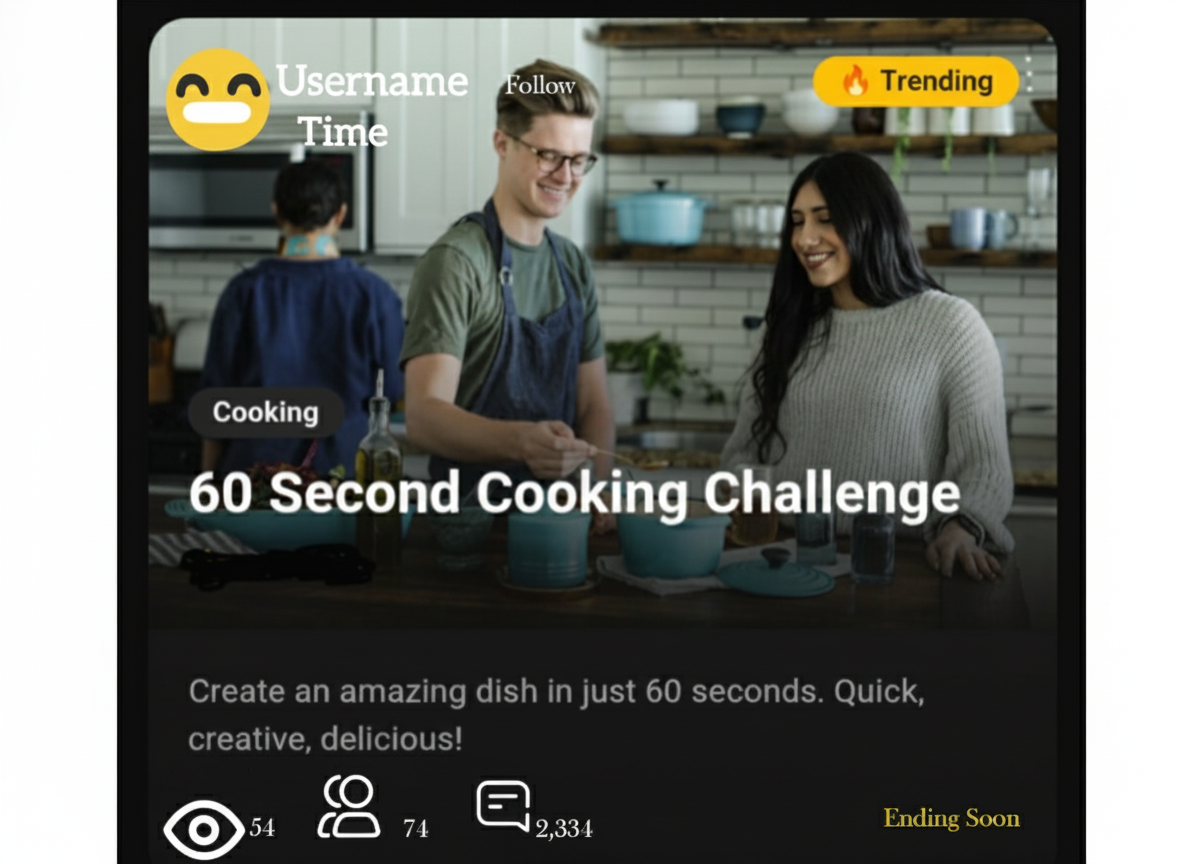 Username
Follow
🔥 Trending
Time
Cooking
60 Second Cooking Challenge
Create an amazing dish in just 60 seconds. Quick,
creative, delicious!
54
74
2,334
Ending Soon